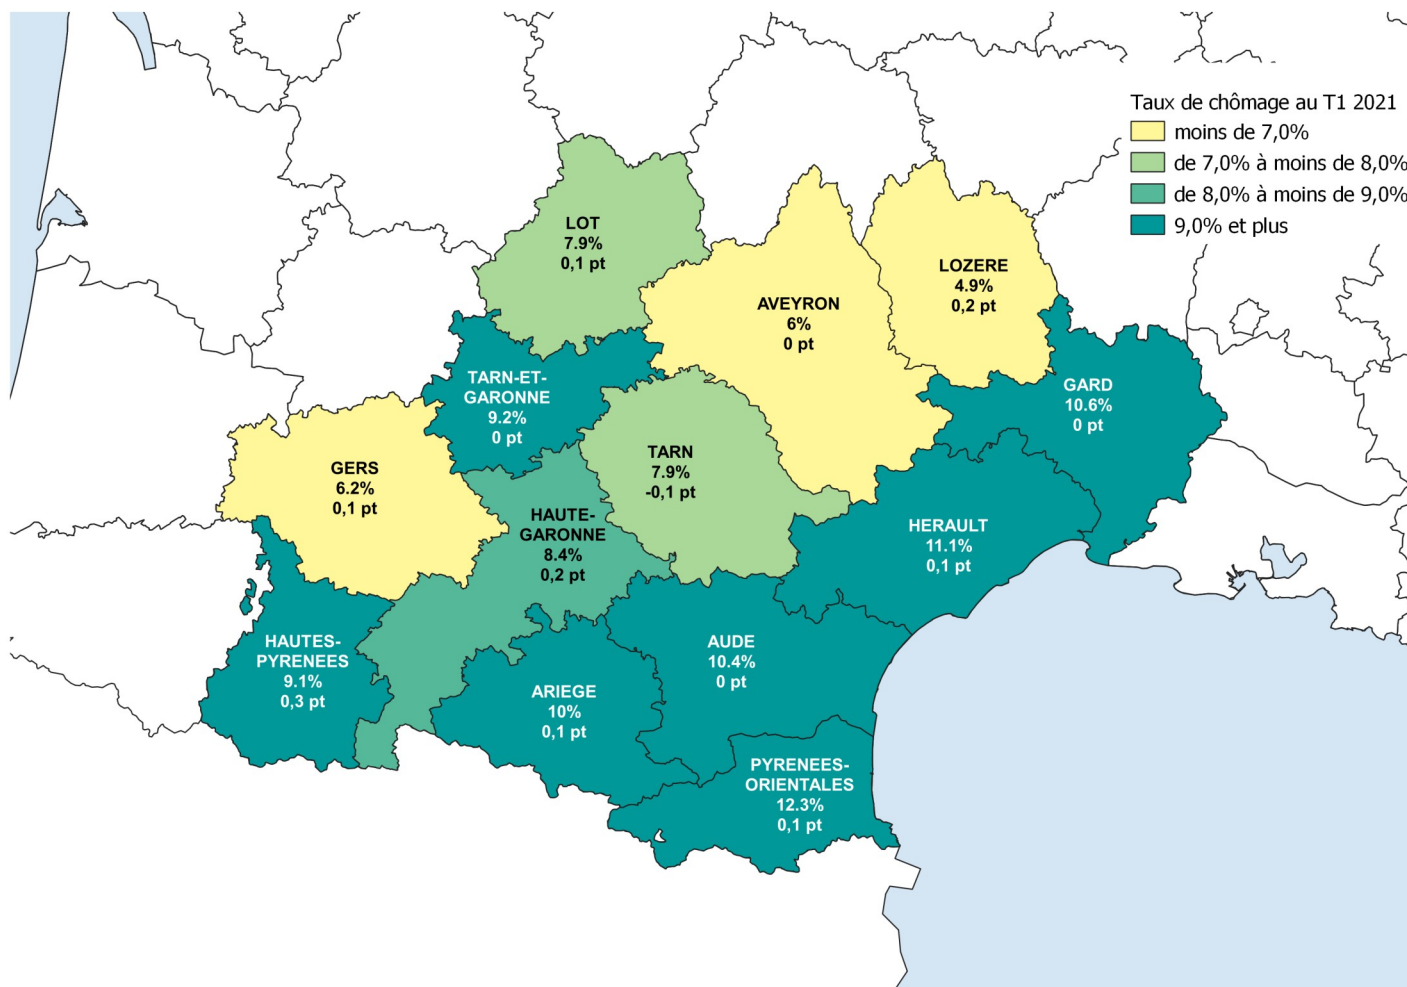 Taux de chômage au T1 2021
moins de 7,0%
de 7,0% à moins de 8,0%
de 8,0% à moins de 9,0%
9,0% et plus
LOT
7.9%
0,1 pt
LOZERE
4.9%
0,2 pt
AVEYRON
6%
0 pt
TARN-ET-
GARONNE
9.2%
0 pt
GARD
10.6%
0 pt
GERS
6.2%
0,1 pt
TARN
7.9%
-0,1 pt
HAUTE-
GARONNE
8.4%
0,2 pt
HERAULT
11.1%
0,1 pt
HAUTES-
PYRENEES
9.1%
0,3 pt
AUDE
10.4%
0 pt
ARIEGE
10%
0,1 pt
PYRENEES-
ORIENTALES
12.3%
0,1 pt